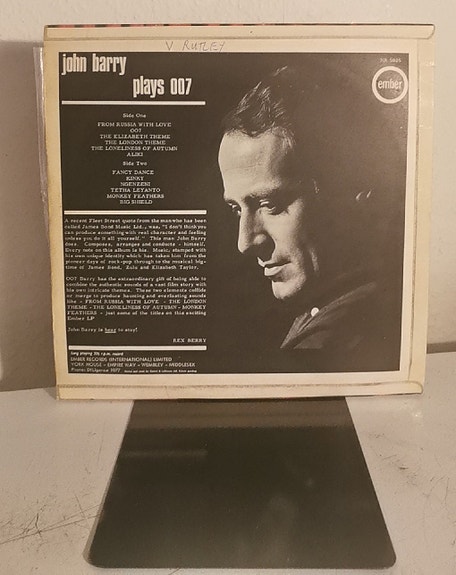 V RUTLEY
john barry
plays 007
NR 5025
ember
Side One
FROM RUSSIA WITH LOVE
007
THE ELIZABETH THEME
THE LONDON THEME
THE LONELINESS OF AUTUMN
ALIKI
Side Two
FANCY DANCE
KINKY
NGENZENI
TETHA LEYANTO
MONKEY FEATHERS
BIG SHIELD
A recent Fleet Street quote from the man who has been
called James Bond Music Ltd., was, "I don't think you
can produce something with real character and feeling
unless you do it all yourself." This man John Barry
does. Composes, arranges and conducts - himself.
Every note on this album is his. Music, stamped with
his own unique identity which has taken him from the
pioneer days of rock-pop through to the musical big-
time of James Bond, Zulu and Elizabeth Taylor.
007 Barry has the extraordinary gift of being able to
combine the authentic sounds of a vast film story with
his own intricate themes. These two elements collide
or merge to produce haunting and everlasting sounds
like - FROM RUSSIA WITH LOVE - THE LONDON
THEME - THE LONELINESS OF AUTUMN - MONKEY
FEATHERS - just some of the titles on this exciting
Ember LP
John Barry is here to stay!
REX BERRY
long playing 33⅓ r.p.m. record
EMBER RECORDS (INTERNATIONAL) LIMITED
YORK HOUSE - EMPIRE WAY - WEMBLEY - MIDDLESEX